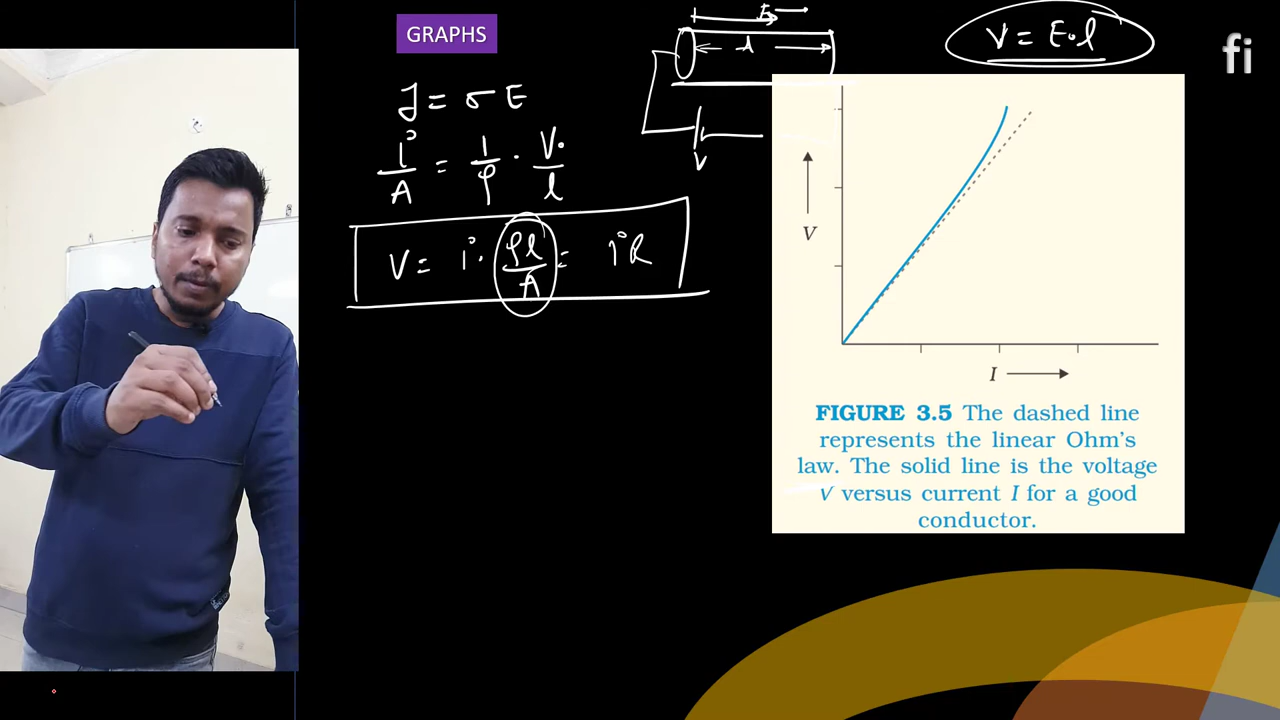 GRAPHS
E
l
V = E·l
fi
J = σ E
i/A = 1/ρ · V/l
V
V = i · ρl/A = iR
V
I
FIGURE 3.5 The dashed line
represents the linear Ohm's
law. The solid line is the voltage
V versus current I for a good
conductor.